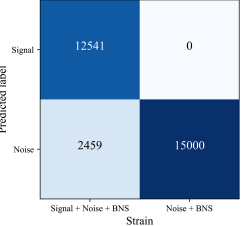 Predicted label
Signal
12541 0
Noise
2459 15000
Signal + Noise + BNS Noise + BNS
Strain